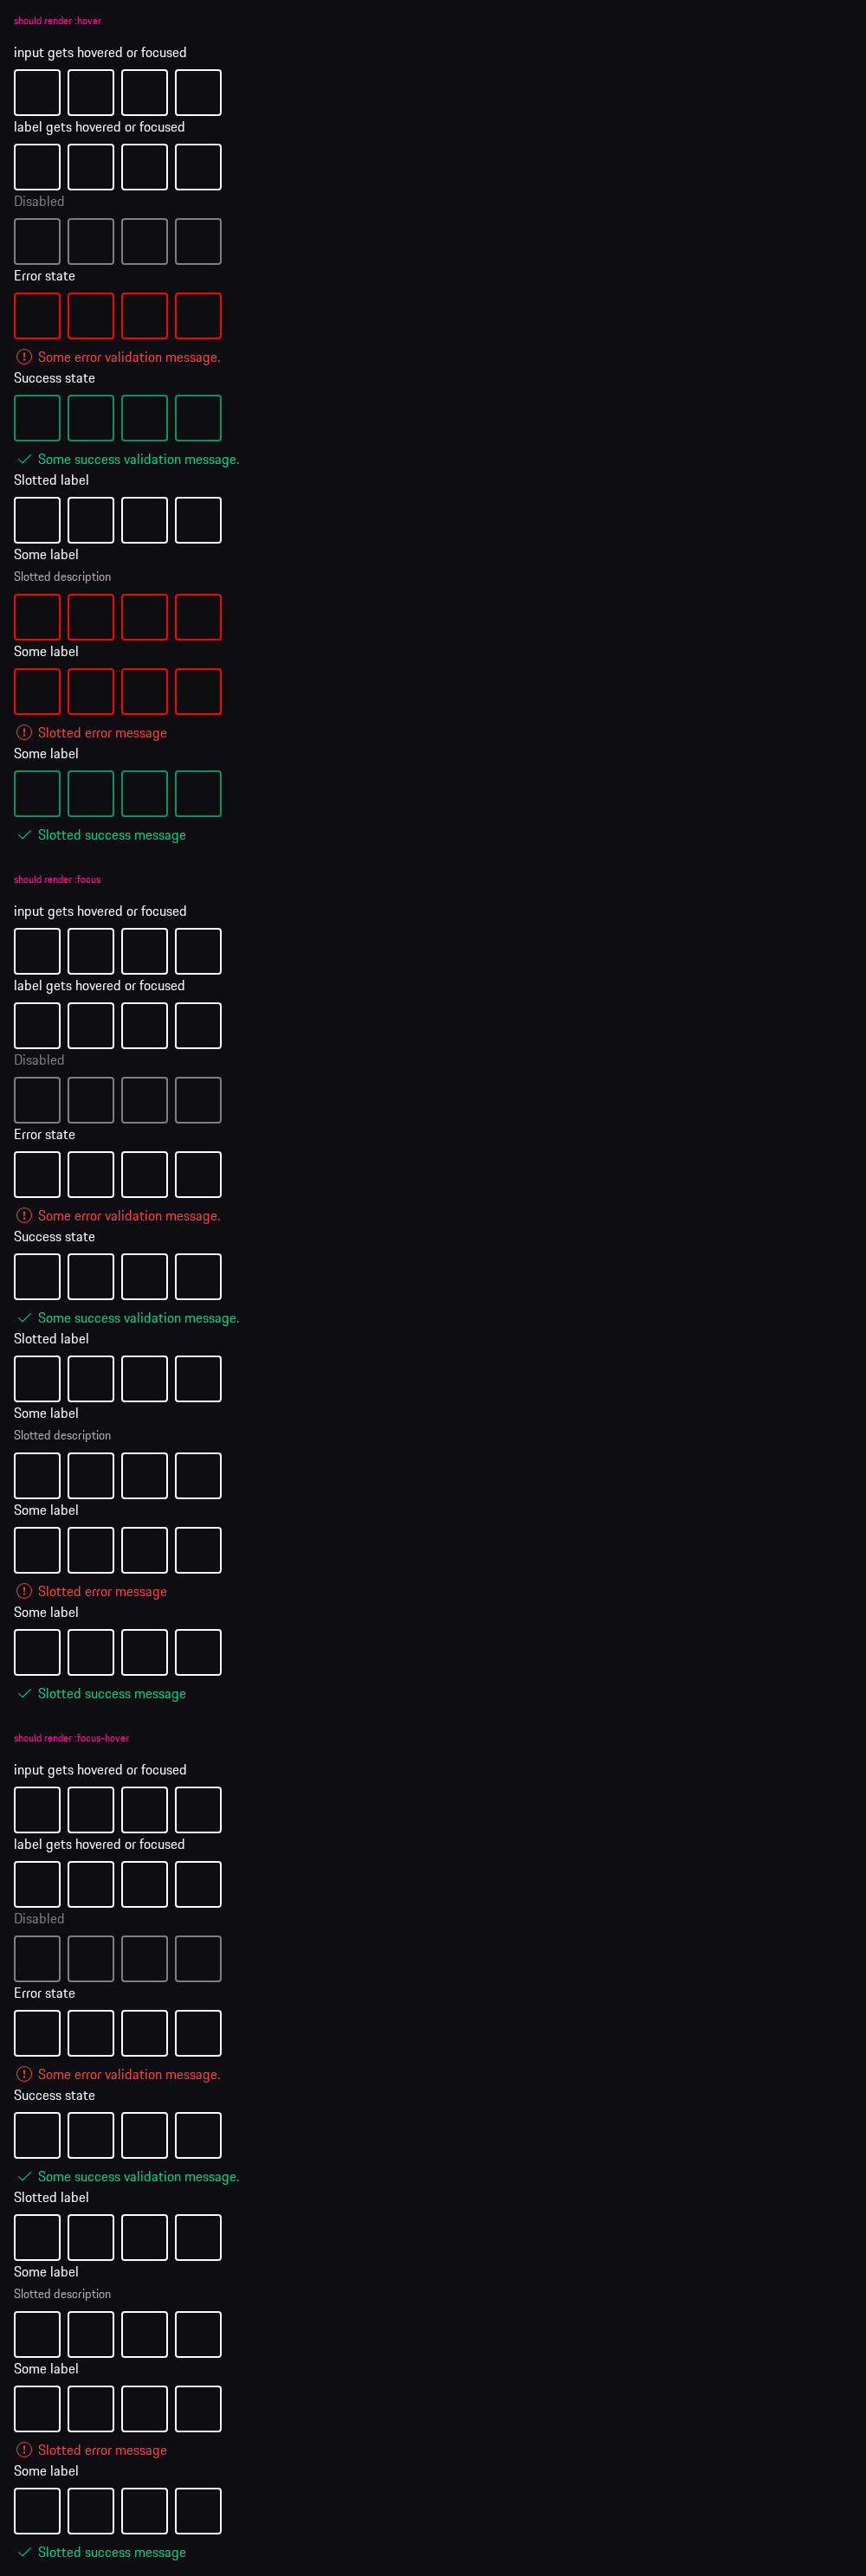 should render :hover
input gets hovered or focused
label gets hovered or focused
Disabled
Error state
Some error validation message.
Success state
Some success validation message.
Slotted label
Some label
Slotted description
Some label
Slotted error message
Some label
Slotted success message
should render :focus
input gets hovered or focused
label gets hovered or focused
Disabled
Error state
Some error validation message.
Success state
Some success validation message.
Slotted label
Some label
Slotted description
Some label
Slotted error message
Some label
Slotted success message
should render :focus-hover
input gets hovered or focused
label gets hovered or focused
Disabled
Error state
Some error validation message.
Success state
Some success validation message.
Slotted label
Some label
Slotted description
Some label
Slotted error message
Some label
Slotted success message